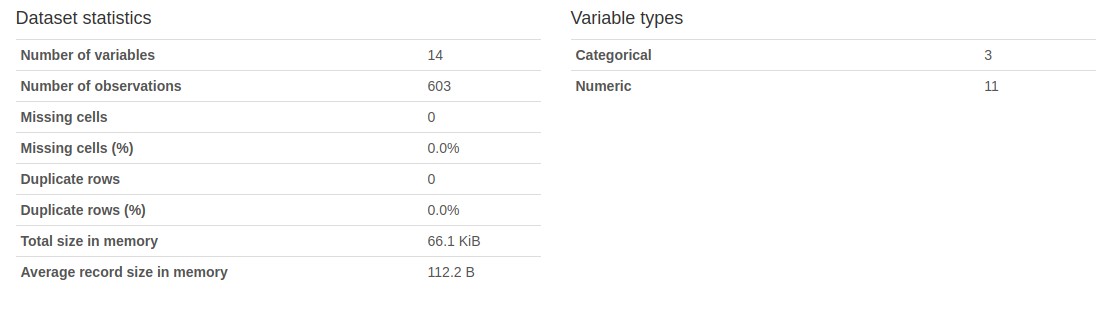 Dataset statistics
Number of variables 14
Number of observations 603
Missing cells 0
Missing cells (%) 0.0%
Duplicate rows 0
Duplicate rows (%) 0.0%
Total size in memory 66.1 KiB
Average record size in memory 112.2 B
Variable types
Categorical 3
Numeric 11